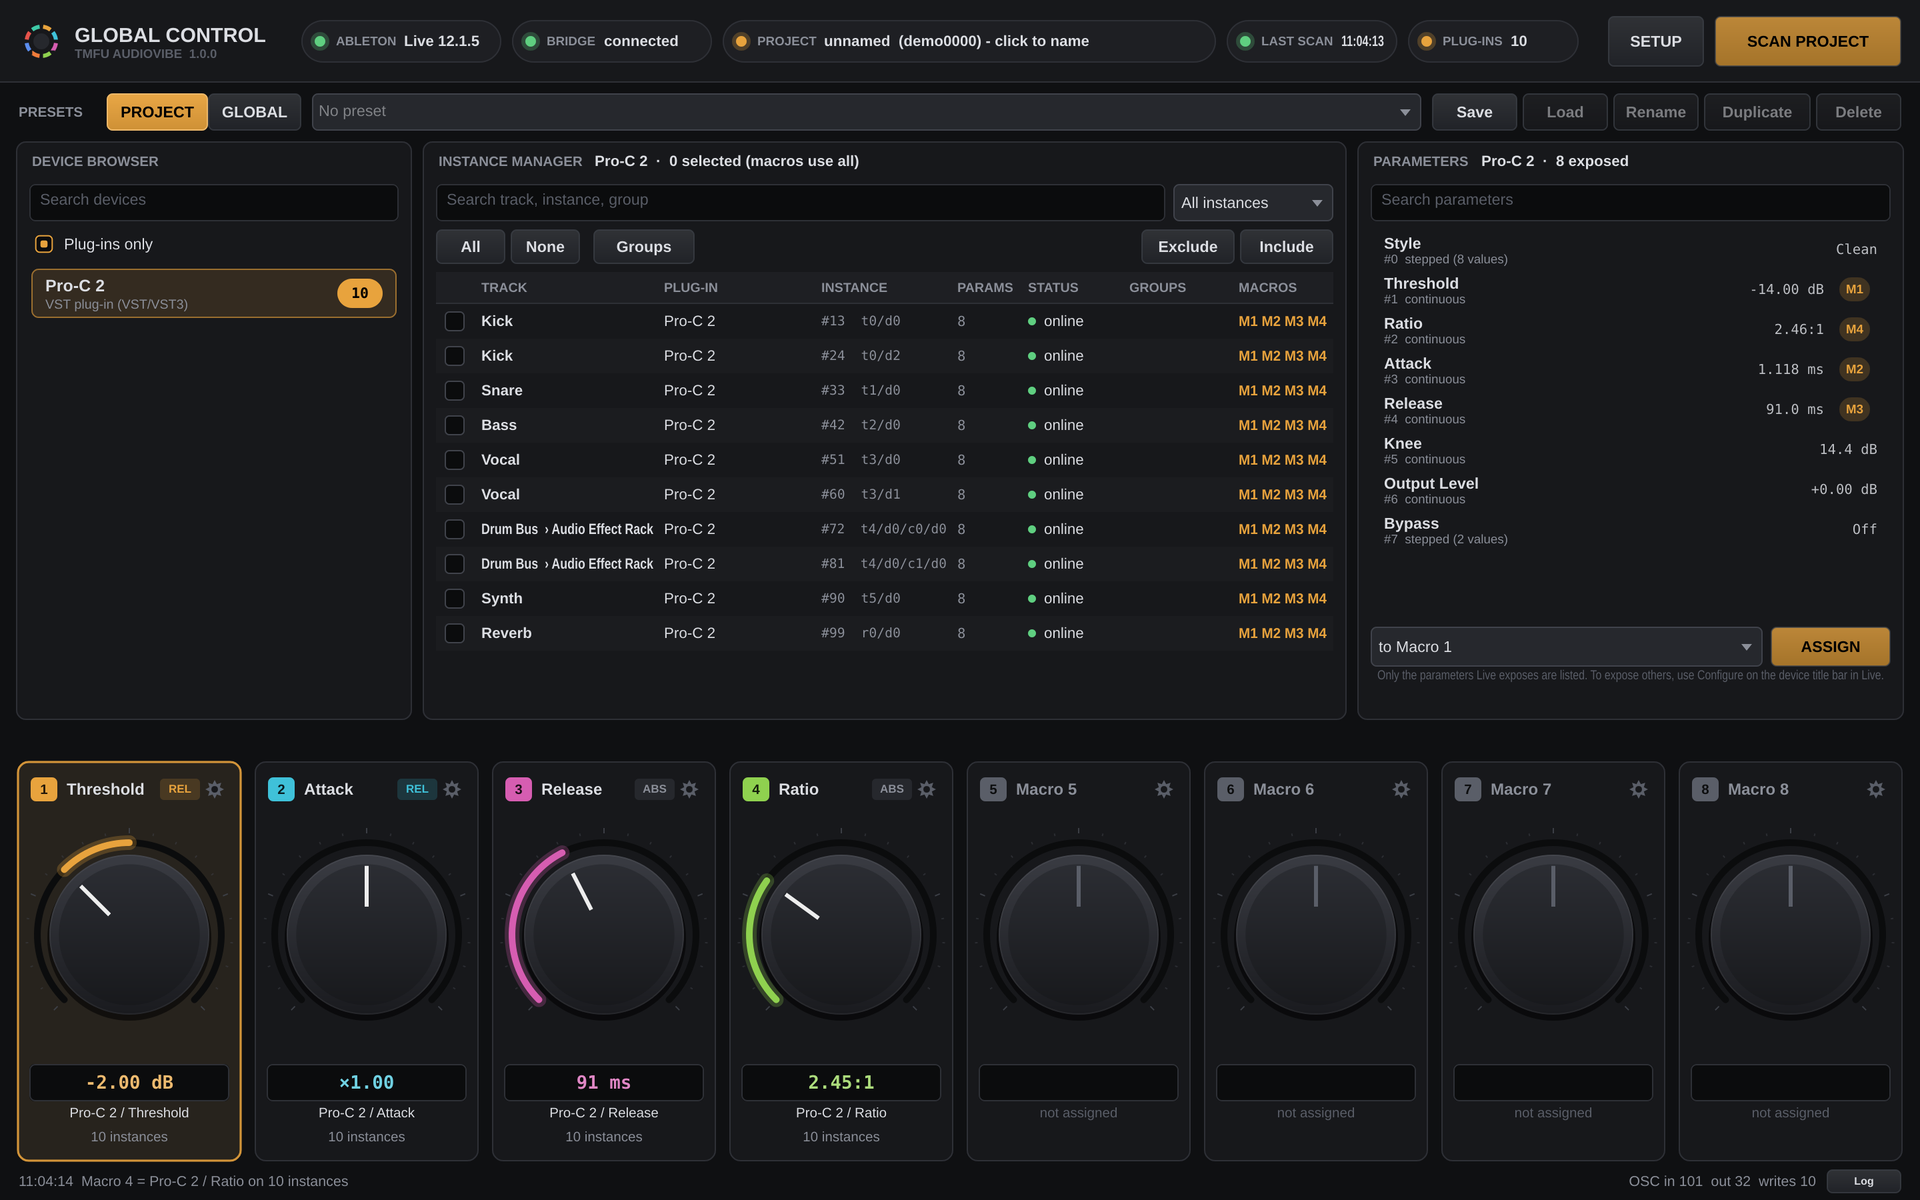 GLOBAL CONTROL
TMFU AUDIOVIBE 1.0.0
ABLETON Live 12.1.5
BRIDGE connected
PROJECT unnamed (demo0000) - click to name
LAST SCAN 11:04:13
PLUG-INS 10
SETUP
SCAN PROJECT
PRESETS
PROJECT
GLOBAL
No preset
Save
Load
Rename
Duplicate
Delete
DEVICE BROWSER
Search devices
Plug-ins only
Pro-C 2
VST plug-in (VST/VST3)
10
INSTANCE MANAGER Pro-C 2 · 0 selected (macros use all)
Search track, instance, group
All instances
All
None
Groups
Exclude
Include
TRACK PLUG-IN INSTANCE PARAMS STATUS GROUPS MACROS
Kick Pro-C 2 #13 t0/d0 8 online M1 M2 M3 M4
Kick Pro-C 2 #24 t0/d2 8 online M1 M2 M3 M4
Snare Pro-C 2 #33 t1/d0 8 online M1 M2 M3 M4
Bass Pro-C 2 #42 t2/d0 8 online M1 M2 M3 M4
Vocal Pro-C 2 #51 t3/d0 8 online M1 M2 M3 M4
Vocal Pro-C 2 #60 t3/d1 8 online M1 M2 M3 M4
Drum Bus › Audio Effect Rack Pro-C 2 #72 t4/d0/c0/d0 8 online M1 M2 M3 M4
Drum Bus › Audio Effect Rack Pro-C 2 #81 t4/d0/c1/d0 8 online M1 M2 M3 M4
Synth Pro-C 2 #90 t5/d0 8 online M1 M2 M3 M4
Reverb Pro-C 2 #99 r0/d0 8 online M1 M2 M3 M4
PARAMETERS Pro-C 2 · 8 exposed
Search parameters
Style
#0 stepped (8 values)
Clean
Threshold
#1 continuous
-14.00 dB M1
Ratio
#2 continuous
2.46:1 M4
Attack
#3 continuous
1.118 ms M2
Release
#4 continuous
91.0 ms M3
Knee
#5 continuous
14.4 dB
Output Level
#6 continuous
+0.00 dB
Bypass
#7 stepped (2 values)
Off
to Macro 1
ASSIGN
Only the parameters Live exposes are listed. To expose others, use Configure on the device title bar in Live.
1 Threshold REL
-2.00 dB
Pro-C 2 / Threshold
10 instances
2 Attack REL
×1.00
Pro-C 2 / Attack
10 instances
3 Release ABS
91 ms
Pro-C 2 / Release
10 instances
4 Ratio ABS
2.45:1
Pro-C 2 / Ratio
10 instances
5 Macro 5
not assigned
6 Macro 6
not assigned
7 Macro 7
not assigned
8 Macro 8
not assigned
11:04:14 Macro 4 = Pro-C 2 / Ratio on 10 instances
OSC in 101 out 32 writes 10
Log